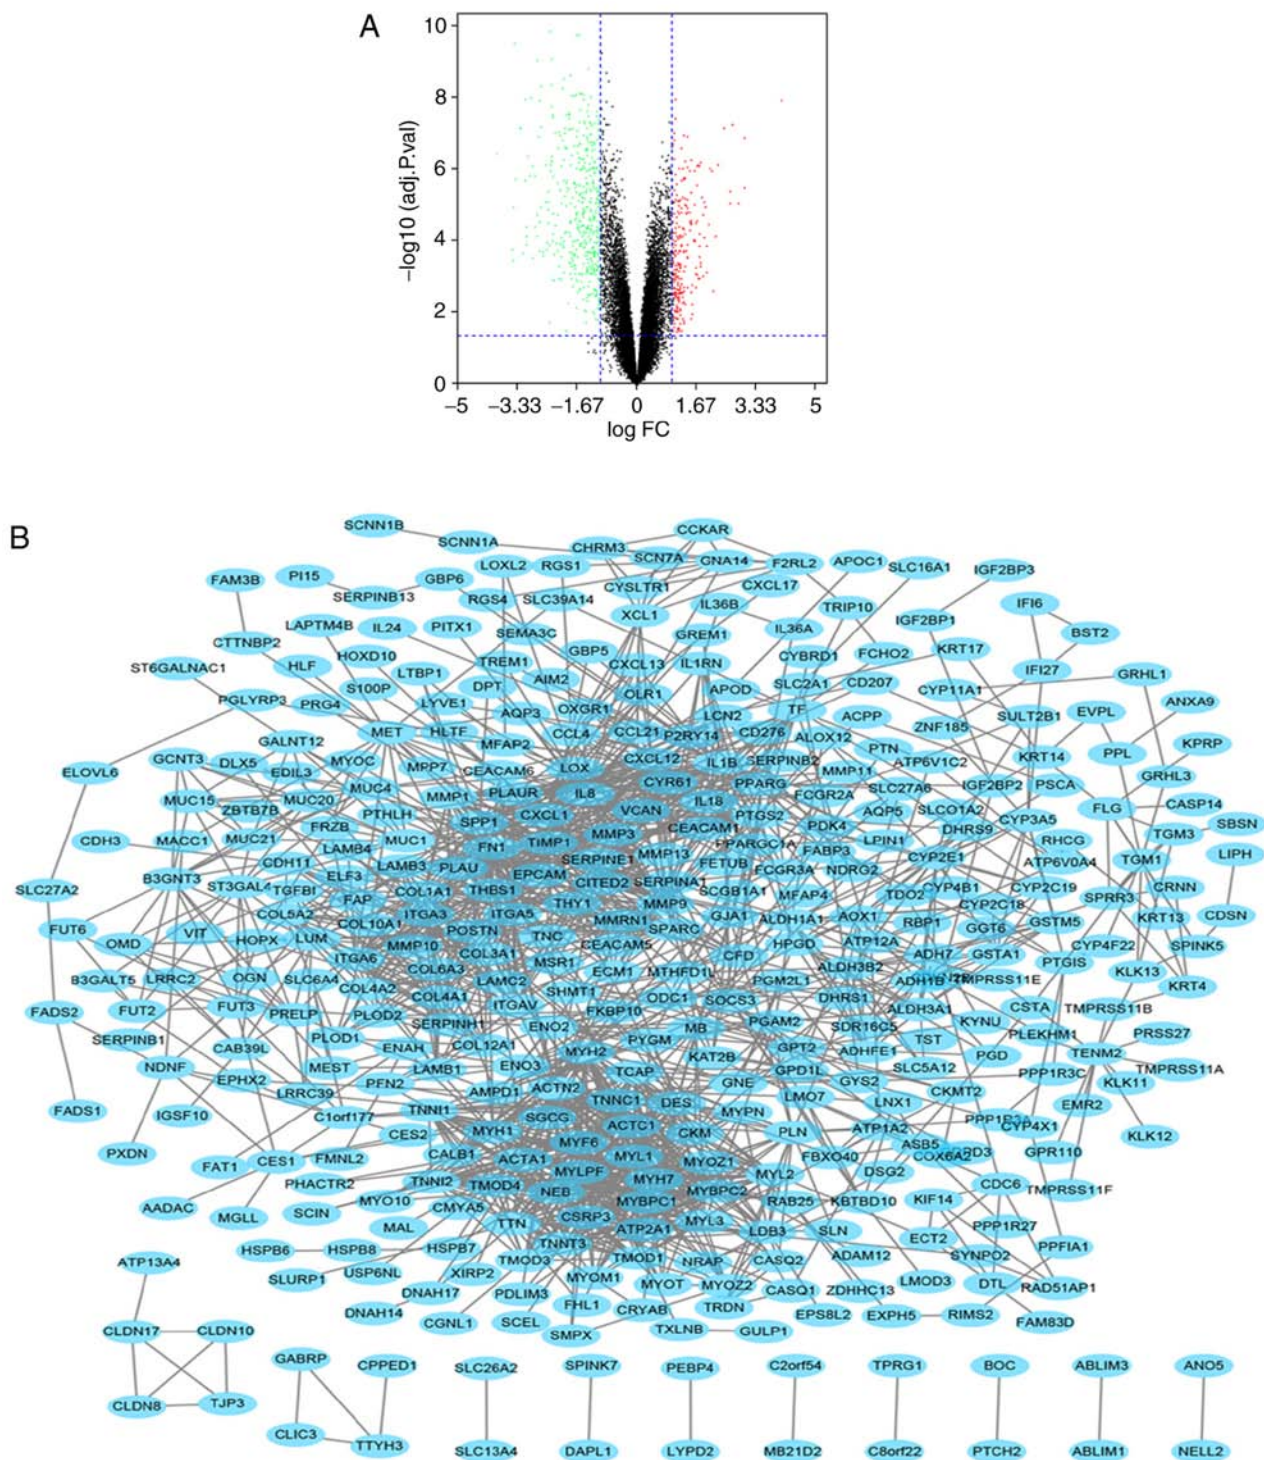 A
10
8
6
4
2
0
−log10 (adj.P.val)
−5 −3.33 −1.67 0 1.67 3.33 5
log FC
B
SCNN1B CCKAR
SCNN1A CHRM3 SCN7A GNA14 F2RL2 APOC1 SLC16A1 IGF2BP3
FAM3B PI15 GBP6 LOXL2 RGS1 CYSLTR1 CXCL17
SERPINB13 RGS4 SLC39A14 XCL1 IL36B TRIP10 IGF2BP1 IFI6
LAPTM4B IL24 PITX1 SEMA3C GREM1 IL36A BST2
CTTNBP2 HOXD10 GBP5 CXCL13 IL1RN CYBRD1 FCHO2 KRT17
ST6GALNAC1 HLF LTBP1 TREM1 AIM2 SLC2A1 CD207 IFI27 GRHL1
PGLYRP3 S100P DPT OLR1 APOD CYP11A1 ANXA9
PRG4 LYVE1 AQP3 OXGR1 LCN2 TF ACPP ZNF185 SULT2B1 EVPL
MET HLTF CCL4 CCL21 P2RY14 CD276 ALOX12 PTN KRT14 PPL KPRP
GALNT12 MYOC MFAP2 CXCL12 IL1B SERPINB2 ATP6V1C2
ELOVL6 GCNT3 DLX5 EDIL3 MPP7 CEACAM6 LOX CYR61 PPARG MMP11 IGF2BP2 PSCA GRHL3
MUC15 MUC20 MUC4 MMP1 PLAUR IL8 IL18 FCGR2A SLC27A6 CASP14
ZBTB7B PTHLH SPP1 CXCL1 VCAN PTGS2 AQP5 SLCO1A2 CYP3A5 FLG
CDH3 MACC1 MUC21 FRZB MUC1 FN1 TIMP1 MMP3 CEACAM1 PDK4 LPIN1 DHRS9 RHCG TGM3 SBSN
LAMB4 LAMB3 PLAU SERPINE1 MMP13 PPARGC1A FABP3 CYP2E1 ATP6V0A4 TGM1 LIPH
B3GNT3 CDH11 ELF3 EPCAM FETUB FCGR3A NDRG2
SLC27A2 ST3GAL4 TGFBI COL1A1 THBS1 CITED2 SERPINA1 SCGB1A1 MFAP4 TDO2 CYP4B1 CYP2C19 SPRR3 CRNN
FAP THY1 MMP9 CYP2C18
COL5A2 COL10A1 ITGA3 ITGA5 MMRN1 GJA1 ALDH1A1 AOX1 RBP1 GSTM5 KRT13 CDSN
FUT6 OMD VIT HOPX LUM POSTN TNC SPARC HPGD GGT6 CYP4F22
MMP10 CEACAM5 CFD ATP12A ADH7 GSTA1 SPINK5
ITGA6 COL3A1 MSR1 ALDH3B2 PTGIS KLK13
B3GALT5 LRRC2 OGN SLC6A4 COL6A3 ECM1 MTHFD1L PGM2L1 ADH1B TMPRSS11E KRT4
COL4A2 LAMC2 SHMT1 DHRS1
FADS2 FUT2 FUT3 PRELP PLOD2 COL4A1 ITGAV FKBP10 ODC1 SOCS3 ALDH3A1 CSTA TMPRSS11B
SERPINH1 ENO2 MB PGAM2 SDR16C5 KYNU PLEKHM1 PRSS27
SERPINB1 CAB39L PLOD1 ENAH COL12A1 MYH2 PYGM KAT2B GPT2 ADHFE1 TST PGD TENM2
NDNF MEST LAMB1 ENO3 TCAP GPD1L SLC5A12 TMPRSS11A
EPHX2 LRRC39 PFN2 AMPD1 ACTN2 GNE GYS2 PPP1R3C KLK11
FADS1 IGSF10 C1orf177 TNNI1 SGCG TNNC1 DES MYPN LMO7 LNX1 CKMT2 EMR2
PXDN CES2 MYH1 MYF6 ACTC1 CKM PLN ATP1A2 CYP4X1 KLK12
FAT1 CES1 FMNL2 CALB1 ACTA1 MYL1 MYOZ1 FBXO40 ASB5 COX6A2 GPR110
PHACTR2 TNNI2 MYLPF MYH7 MYL2 DSG2 CDC6
AADAC MYO10 TMOD4 NEB MYBPC1 MYBPC2 RAB25 KBTBD10 KIF14 TMPRSS11F
MGLL SCIN CMYA5 CSRP3 PPP1R27
MAL TTN ATP2A1 MYL3 LDB3 SLN ECT2 PPFIA1
ATP13A4 HSPB6 HSPB8 HSPB7 TNNT3 TMOD1 NRAP CASQ2 ADAM12 SYNPO2
SLURP1 USP6NL XIRP2 TMOD3 MYOM1 MYOT MYOZ2 CASQ1 ZDHHC13 LMOD3 DTL RAD51AP1
DNAH17 PDLIM3
DNAH14 FHL1 CRYAB TRDN EPS8L2 EXPH5 RIMS2 FAM83D
CLDN17 CLDN10 CGNL1 SCEL SMPX TXLNB GULP1
GABRP CPPED1 SLC26A2 SPINK7 PEBP4 C2orf54 TPRG1 BOC ABLIM3 ANO5
CLDN8 TJP3
CLIC3 TTYH3 SLC13A4 DAPL1 LYPD2 MB21D2 C8orf22 PTCH2 ABLIM1 NELL2